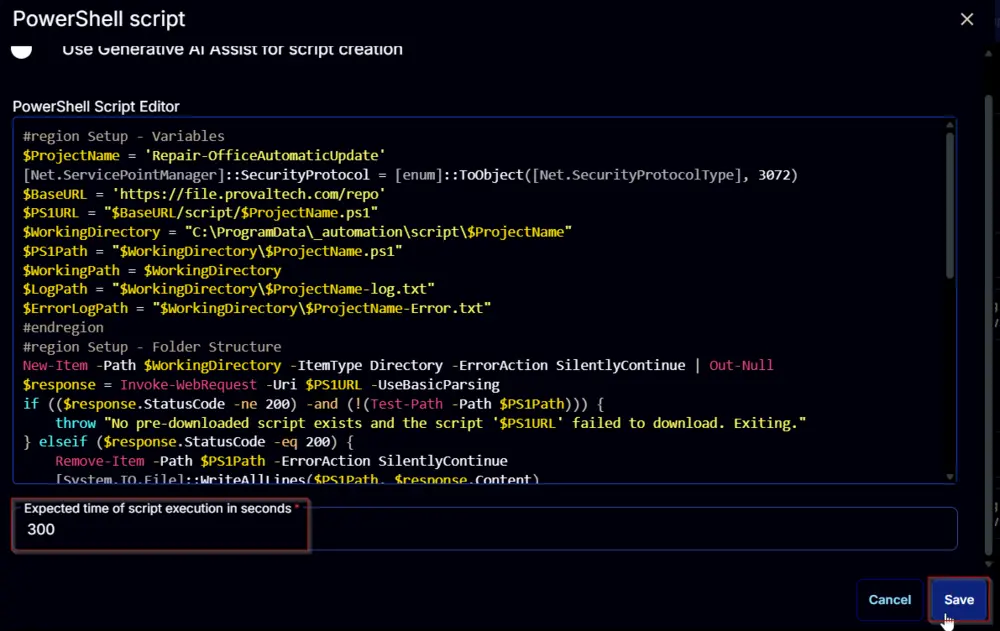 PowerShell script
Use Generative AI Assist for script creation
PowerShell Script Editor
#region Setup - Variables
$ProjectName = 'Repair-OfficeAutomaticUpdate'
[Net.ServicePointManager]::SecurityProtocol = [enum]::ToObject([Net.SecurityProtocolType], 3072)
$BaseURL = 'https://file.provaltech.com/repo'
$PS1URL = "$BaseURL/script/$ProjectName.ps1"
$WorkingDirectory = "C:\ProgramData\_automation\script\$ProjectName"
$PS1Path = "$WorkingDirectory\$ProjectName.ps1"
$WorkingPath = $WorkingDirectory
$LogPath = "$WorkingDirectory\$ProjectName-log.txt"
$ErrorLogPath = "$WorkingDirectory\$ProjectName-Error.txt"
#endregion
#region Setup - Folder Structure
New-Item -Path $WorkingDirectory -ItemType Directory -ErrorAction SilentlyContinue | Out-Null
$response = Invoke-WebRequest -Uri $PS1URL -UseBasicParsing
if (($response.StatusCode -ne 200) -and (!(Test-Path -Path $PS1Path))) {
    throw "No pre-downloaded script exists and the script '$PS1URL' failed to download. Exiting."
} elseif ($response.StatusCode -eq 200) {
    Remove-Item -Path $PS1Path -ErrorAction SilentlyContinue
    [System.IO.File]::WriteAllLines($PS1Path, $response.Content)
Expected time of script execution in seconds *
300
Cancel
Save